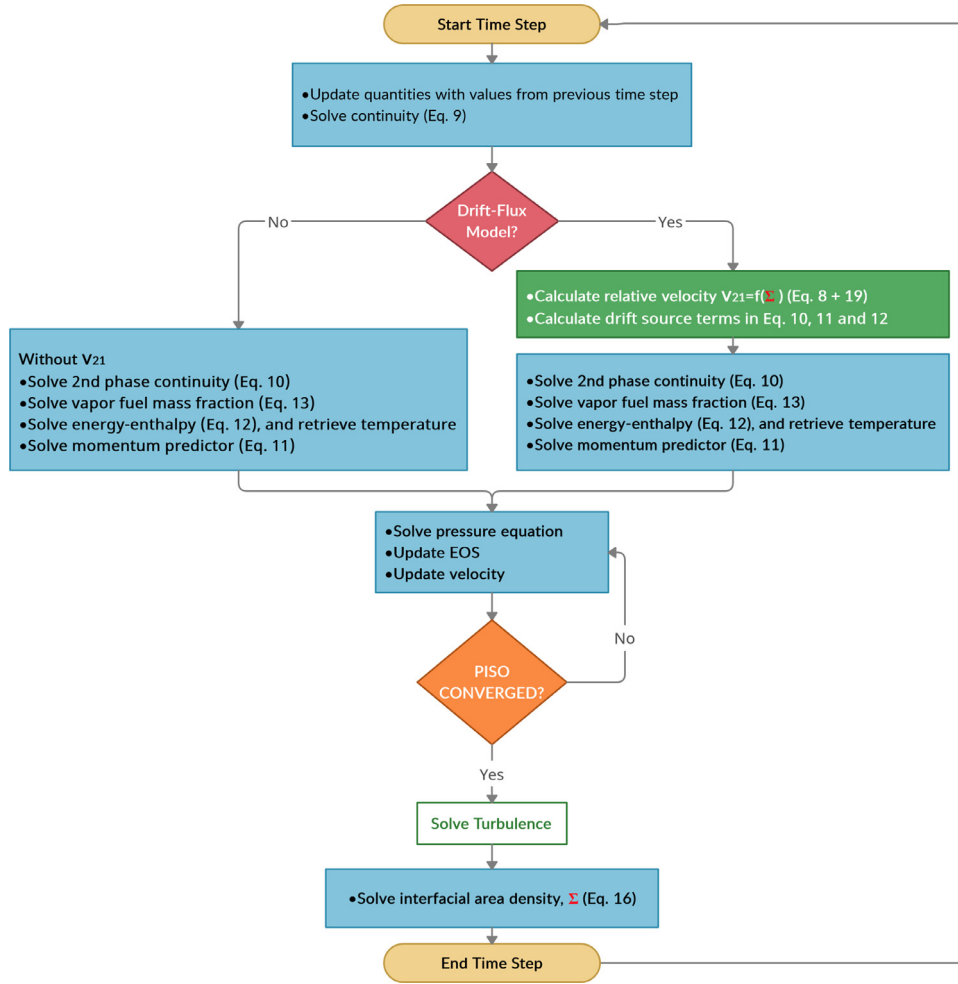 Start Time Step
•Update quantities with values from previous time step
•Solve continuity (Eq. 9)
Drift-Flux
Model?
No
Yes
•Calculate relative velocity V21=f(Σ ) (Eq. 8 + 19)
•Calculate drift source terms in Eq. 10, 11 and 12
Without V21
•Solve 2nd phase continuity (Eq. 10)
•Solve vapor fuel mass fraction (Eq. 13)
•Solve energy-enthalpy (Eq. 12), and retrieve temperature
•Solve momentum predictor (Eq. 11)
•Solve 2nd phase continuity (Eq. 10)
•Solve vapor fuel mass fraction (Eq. 13)
•Solve energy-enthalpy (Eq. 12), and retrieve temperature
•Solve momentum predictor (Eq. 11)
•Solve pressure equation
•Update EOS
•Update velocity
No
PISO
CONVERGED?
Yes
Solve Turbulence
•Solve interfacial area density, Σ (Eq. 16)
End Time Step